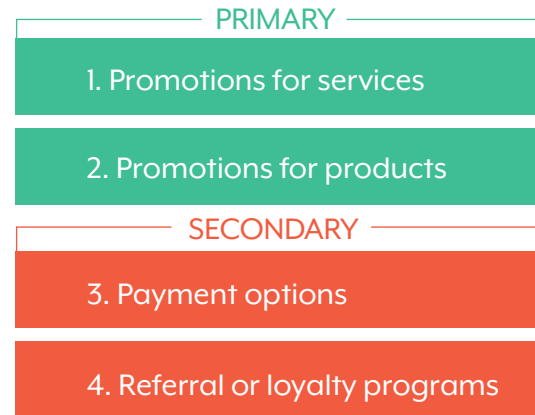 PRIMARY
1. Promotions for services
2. Promotions for products
SECONDARY
3. Payment options
4. Referral or loyalty programs